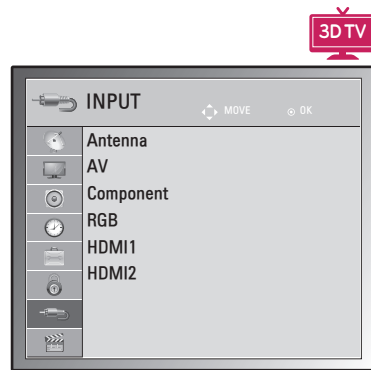 3D TV
INPUT MOVE OK
Antenna
AV
Component
RGB
HDMI1
HDMI2